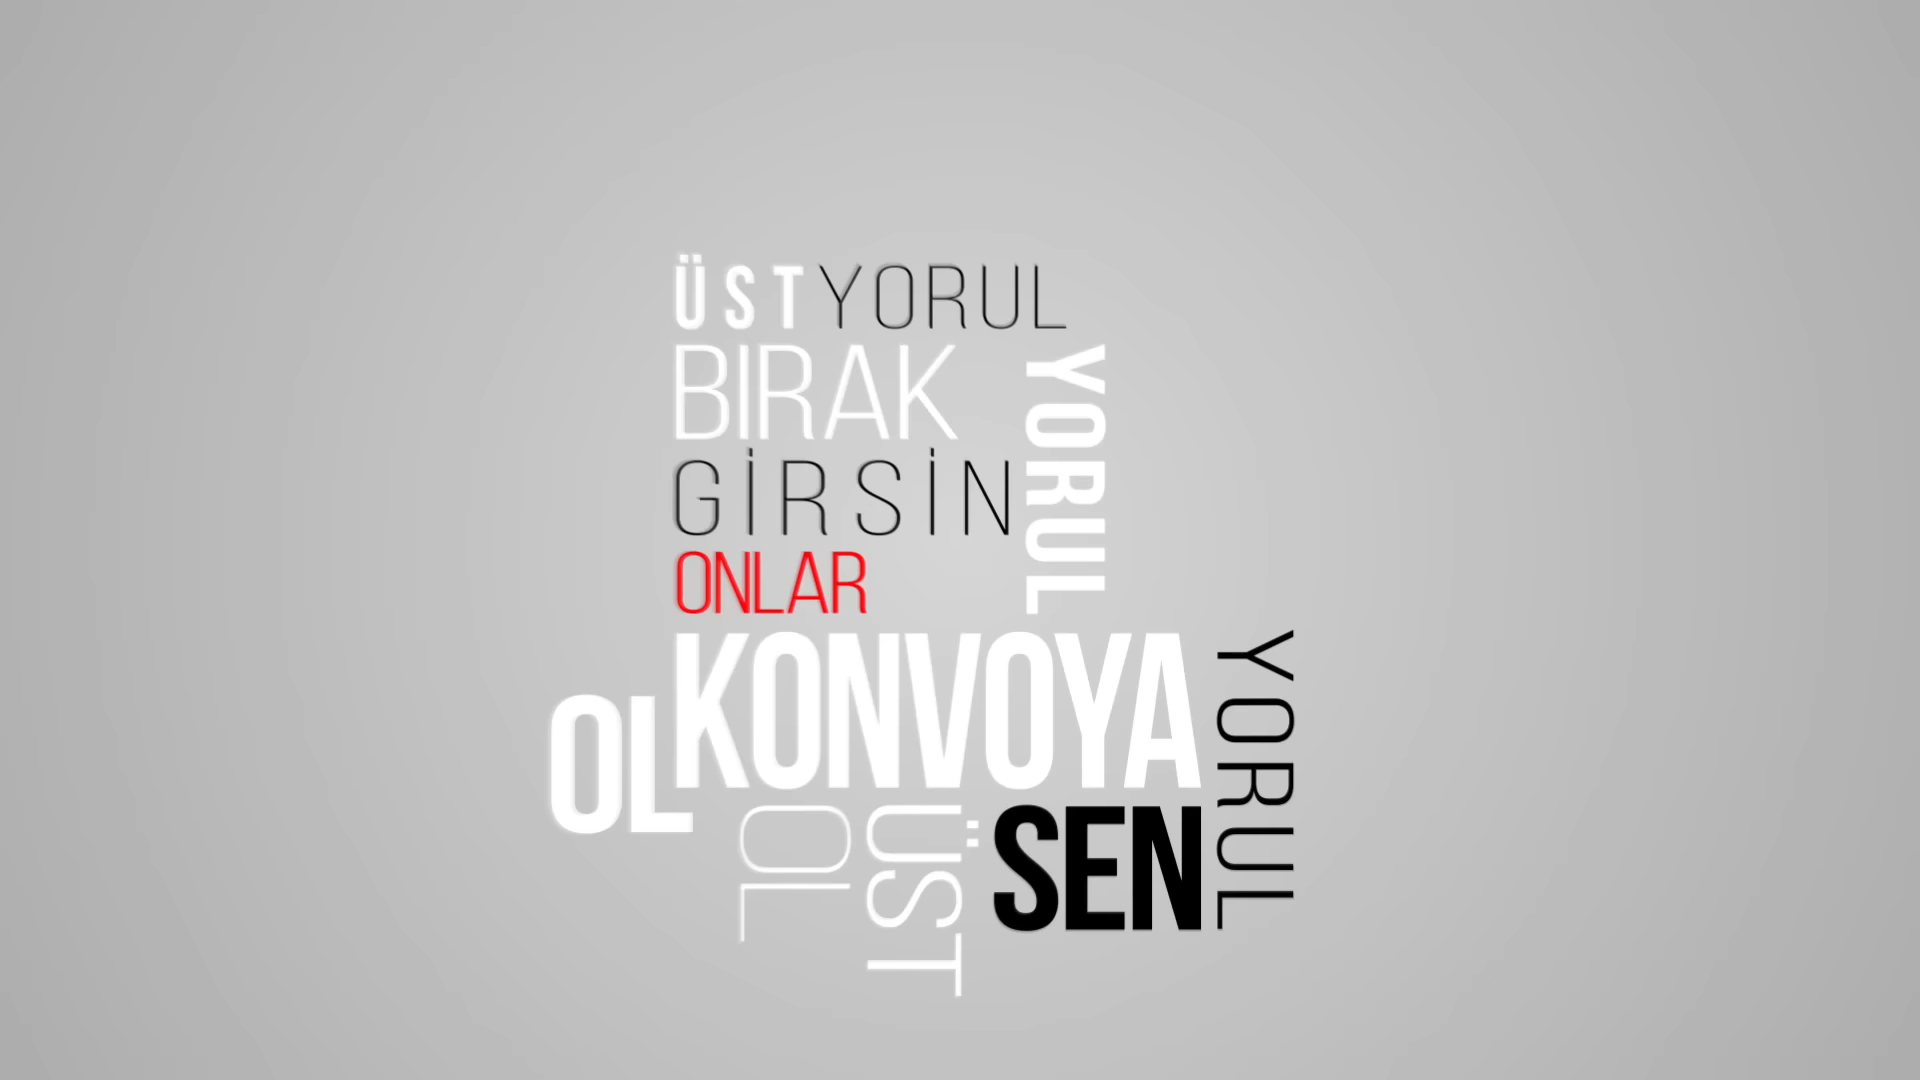 ÜST YORUL
BIRAK
YORUL
GİRSİN
ONLAR
KONVOYA
YORUL
OL
OL
ÜST
SEN